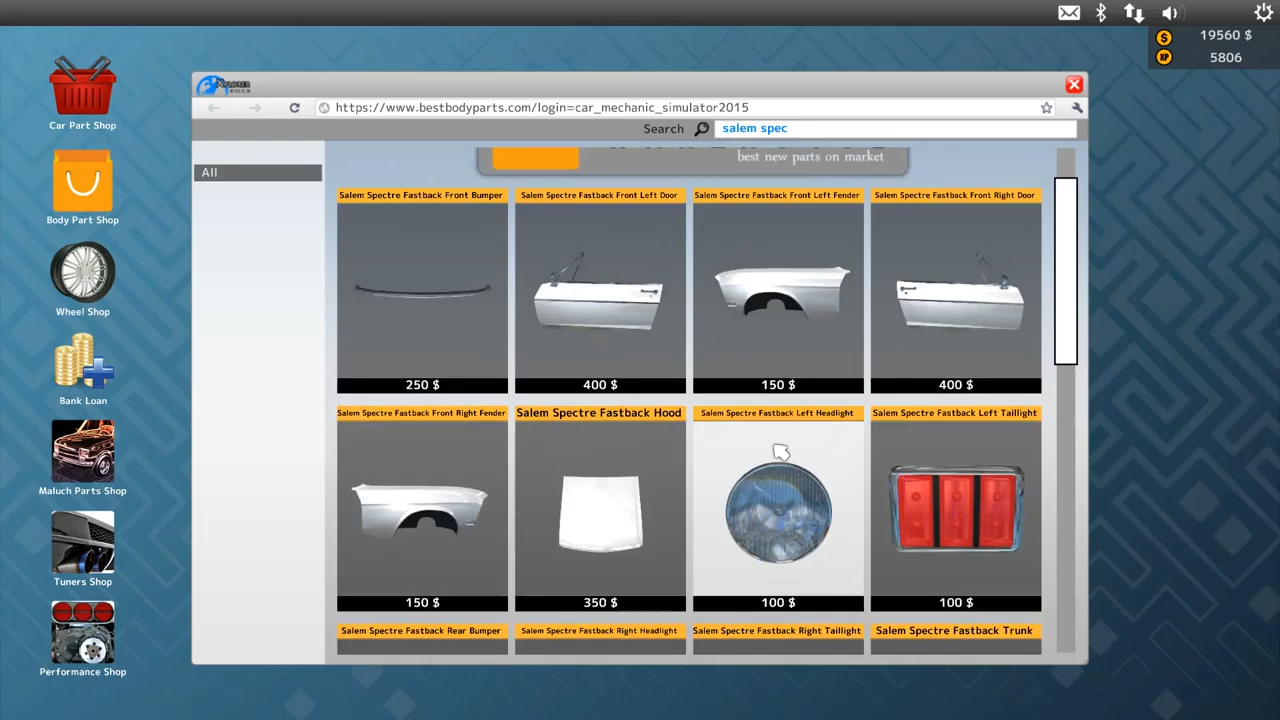 19560 $
5806
Car Part Shop
Body Part Shop
Wheel Shop
Bank Loan
Maluch Parts Shop
Tuners Shop
Performance Shop
https://www.bestbodyparts.com/login=car_mechanic_simulator2015
Search salem spec
All
best new parts on market
Salem Spectre Fastback Front Bumper
Salem Spectre Fastback Front Left Door
Salem Spectre Fastback Front Left Fender
Salem Spectre Fastback Front Right Door
250 $
400 $
150 $
400 $
Salem Spectre Fastback Front Right Fender
Salem Spectre Fastback Hood
Salem Spectre Fastback Left Headlight
Salem Spectre Fastback Left Taillight
150 $
350 $
100 $
100 $
Salem Spectre Fastback Rear Bumper
Salem Spectre Fastback Right Headlight
Salem Spectre Fastback Right Taillight
Salem Spectre Fastback Trunk